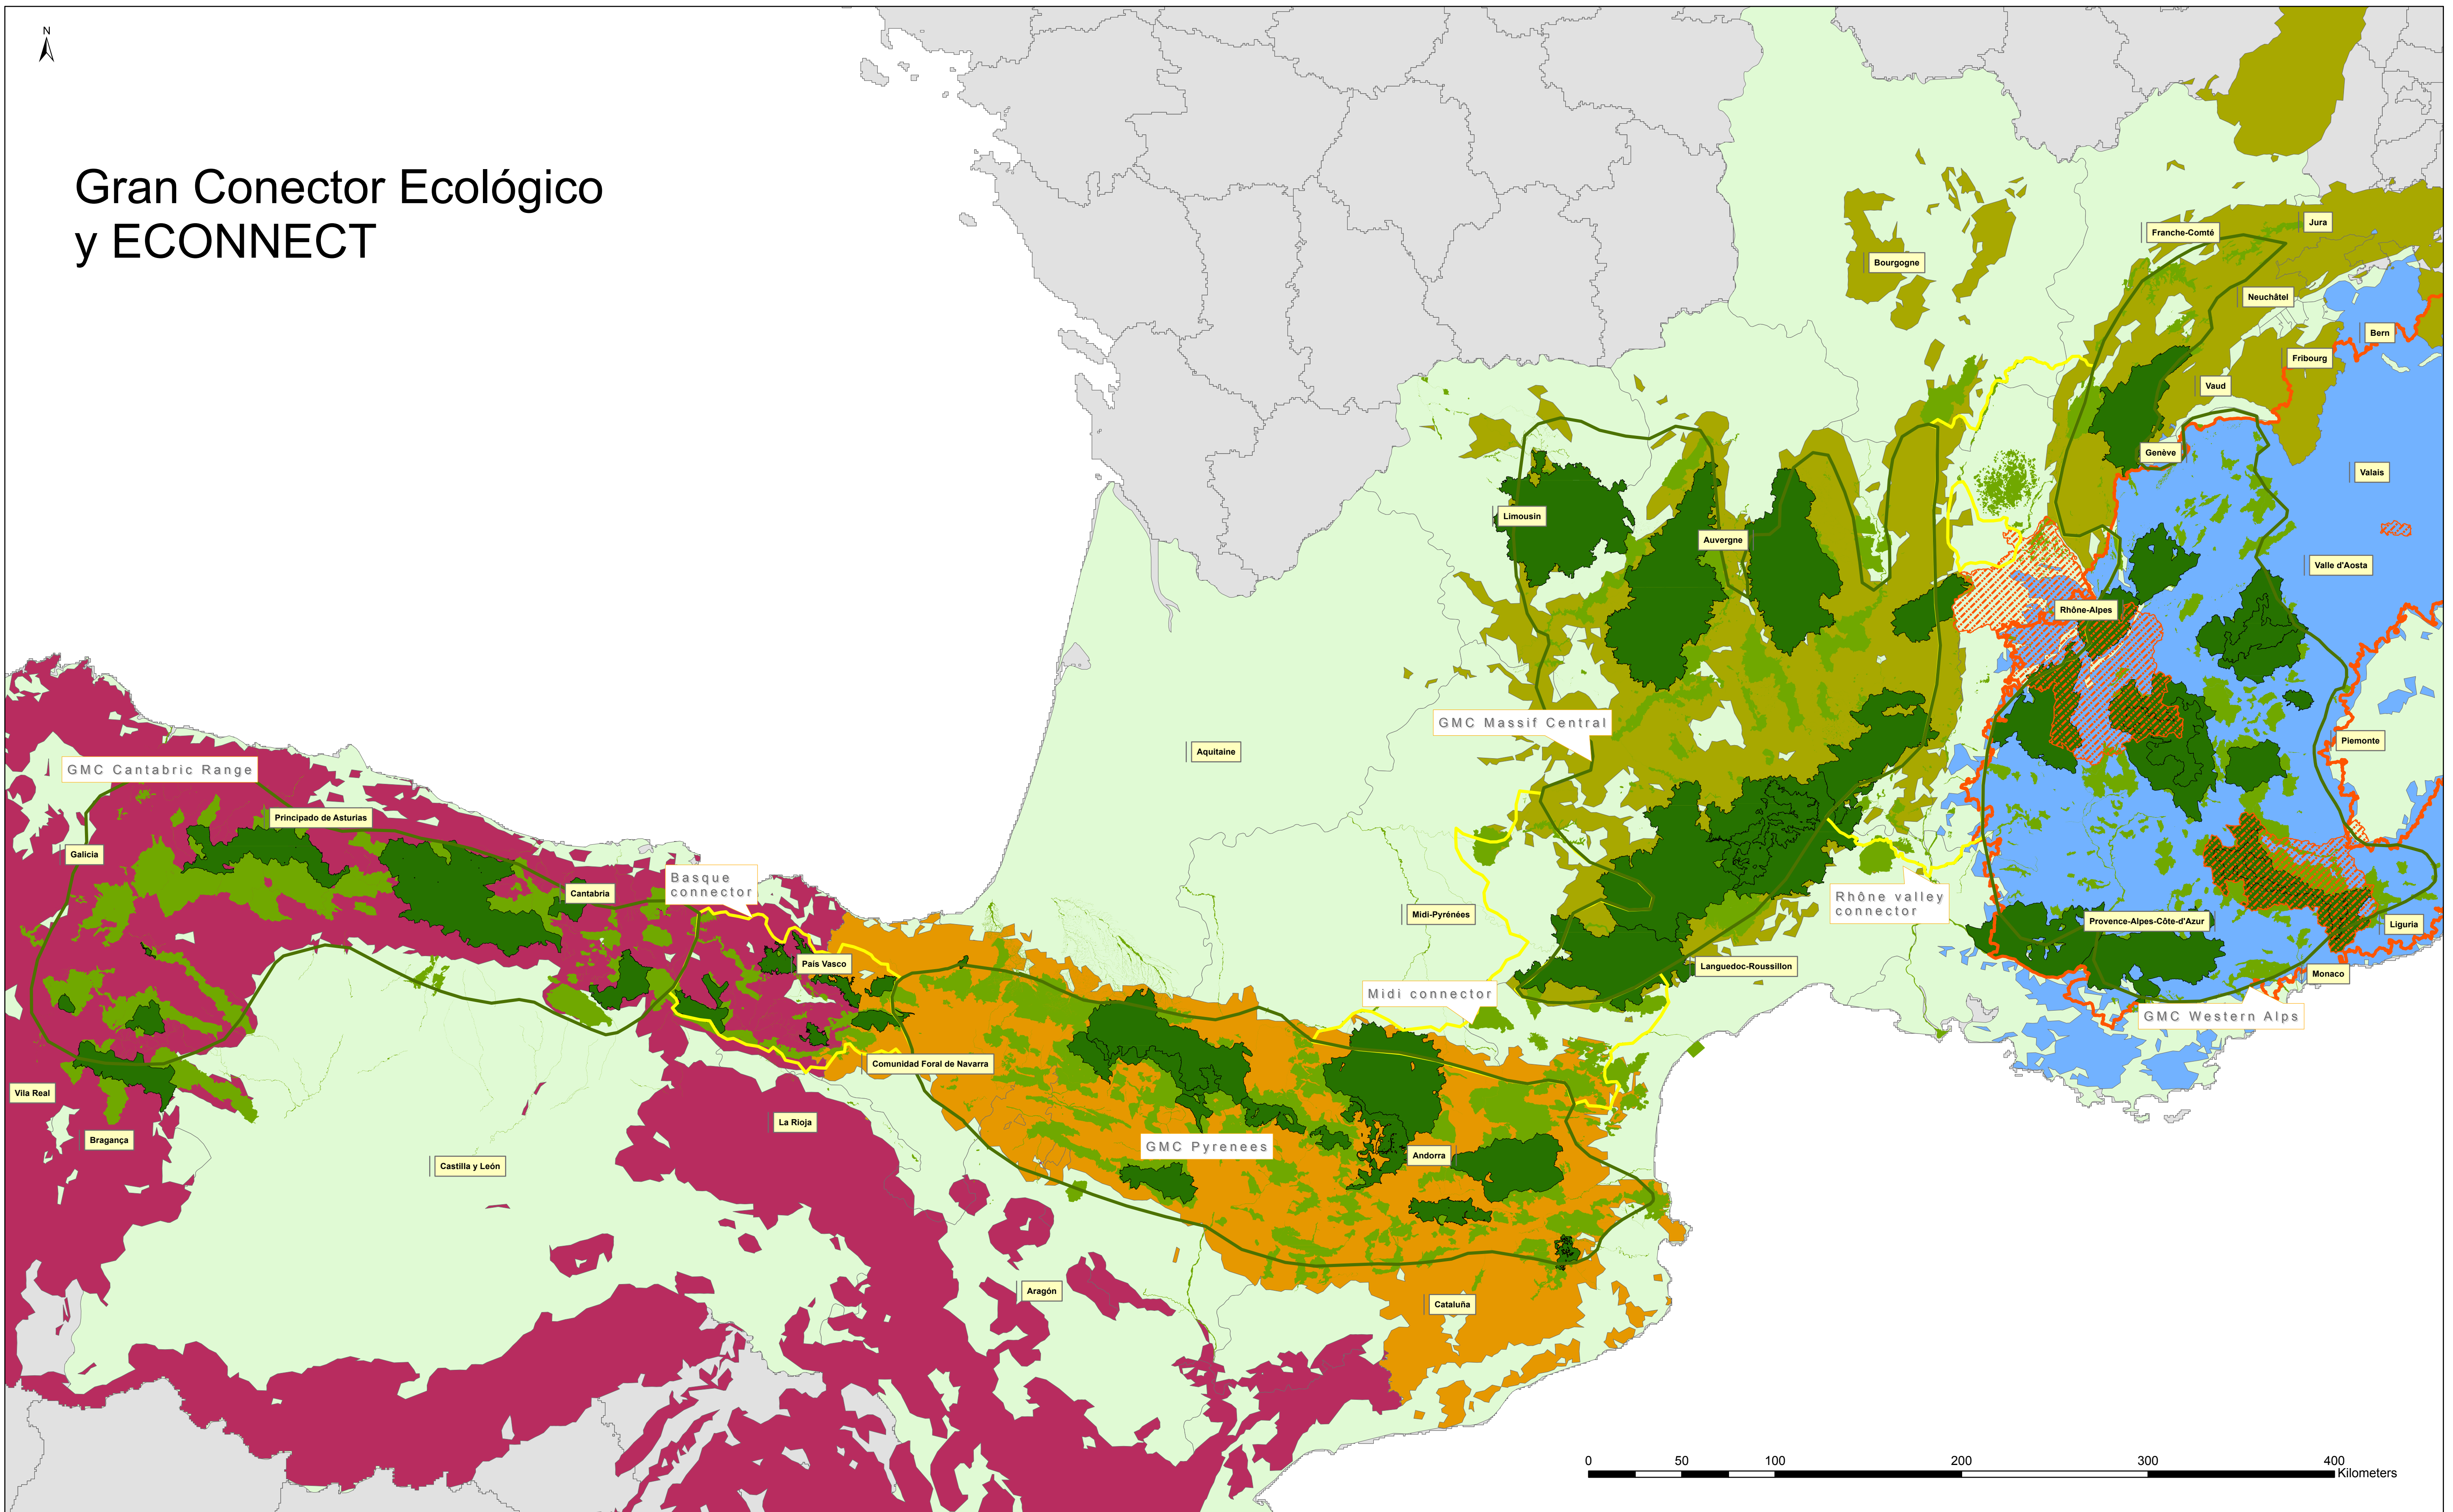 N
Gran Conector Ecológico
y ECONNECT
Jura
Franche-Comté
Bourgogne
Neuchâtel
Bern
Fribourg
Vaud
Genève
Valais
Limousin
Auvergne
Valle d'Aosta
Rhône-Alpes
GMC Massif Central
Piemonte
Aquitaine
GMC Cantabric Range
Principado de Asturias
Galicia
Basque
connector
Cantabria
Rhône valley
connector
Midi-Pyrénées
Provence-Alpes-Côte-d'Azur
Liguria
País Vasco
Languedoc-Roussillon
Monaco
Midi connector
GMC Western Alps
Comunidad Foral de Navarra
Vila Real
La Rioja
Bragança
GMC Pyrenees
Andorra
Castilla y León
Aragón
Cataluña
0 50 100 200 300 400
Kilometers